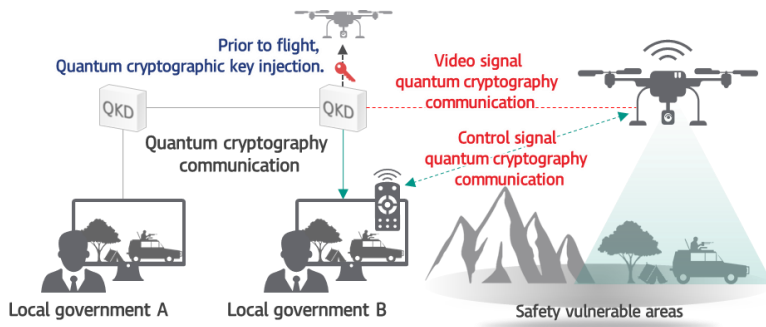 Prior to flight,
Quantum cryptographic key injection.
Video signal
quantum cryptography
communication
QKD
QKD
Quantum cryptography
communication
Control signal
quantum cryptography
communication
Local government A
Local government B
Safety vulnerable areas